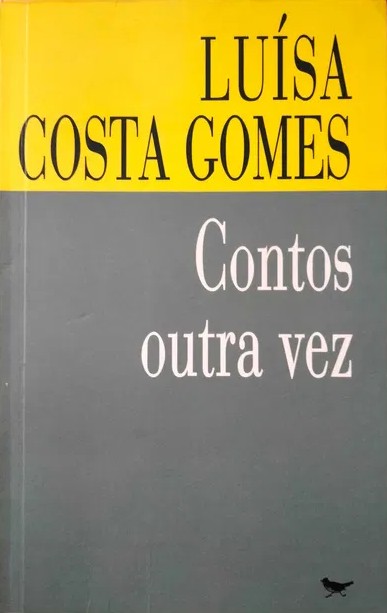 LUÍSA
COSTA GOMES
Contos
outra vez